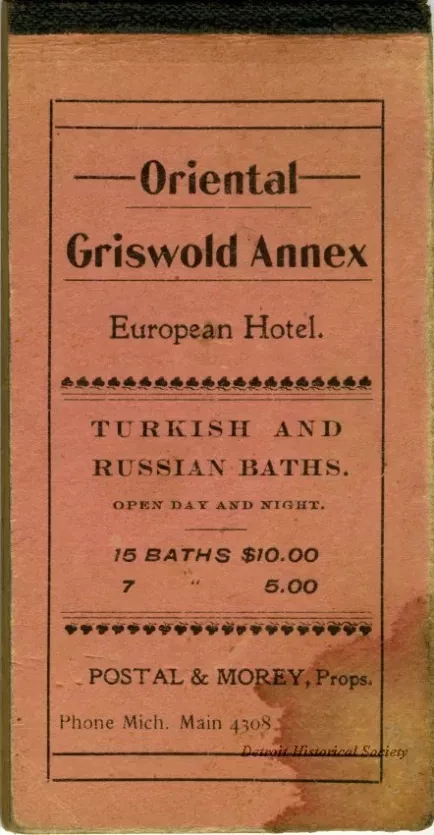 Oriental
Griswold Annex
European Hotel.
TURKISH AND
RUSSIAN BATHS.
OPEN DAY AND NIGHT.
15 BATHS $10.00
7 " 5.00
POSTAL & MOREY, Props.
Phone Mich. Main 4308.
Detroit Historical Society